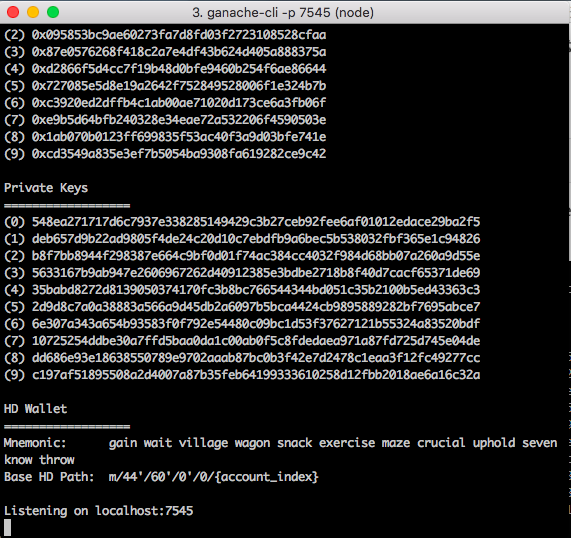 3. ganache-cli -p 7545 (node)
(2) 0x095853bc9ae60273fa7d8fd03f2723108528cfaa
(3) 0x87e0576268f418c2a7e4df43b624d405a888375a
(4) 0xd2866f5d4cc7f19b48d0bfe9460b254f6ae86644
(5) 0x727085e5d8e19a2642f752849528006f1e324b7b
(6) 0xc3920ed2dffb4c1ab00ae71020d173ce6a3fb06f
(7) 0xe9b5d64bfb240328e34eae72a532206f4590503e
(8) 0x1ab070b0123ff699835f53ac40f3a9d03bfe741e
(9) 0xcd3549a835e3ef7b5054ba9308fa619282ce9c42
Private Keys
==================
(0) 548ea271717d6c7937e338285149429c3b27ceb92fee6af01012edace29ba2f5
(1) deb657d9b22ad9805f4de24c20d10c7ebdfb9a6bec5b538032fbf365e1c94826
(2) b8f7bb8944f298387e664c9bf0d01f74ac384cc4032f984d68bb07a260a9d55e
(3) 5633167b9ab947e2606967262d40912385e3bdbe2718b8f40d7cacf65371de69
(4) 35babd8272d8139050374170fc3b8bc766544344bd051c35b2100b5ed43363c3
(5) 2d9d8c7a0a38883a566a9d45db2a6097b5bca4424cb9895889282bf7695abce7
(6) 6e307a343a654b93583f0f792e54480c09bc1d53f37627121b55324a83520bdf
(7) 10725254ddbe30a7ffd5baa0da1c00ab0f5c8fdedaea971a87fd725d745e04de
(8) dd686e93e18638550789e9702aaab87bc0b3f42e7d2478c1eaa3f12fc49277cc
(9) c197af51895508a2d4007a87b35feb64199333610258d12fbb2018ae6a16c32a
HD Wallet
==================
Mnemonic:      gain wait village wagon snack exercise maze crucial uphold seven
know throw
Base HD Path:  m/44'/60'/0'/0/{account_index}
Listening on localhost:7545